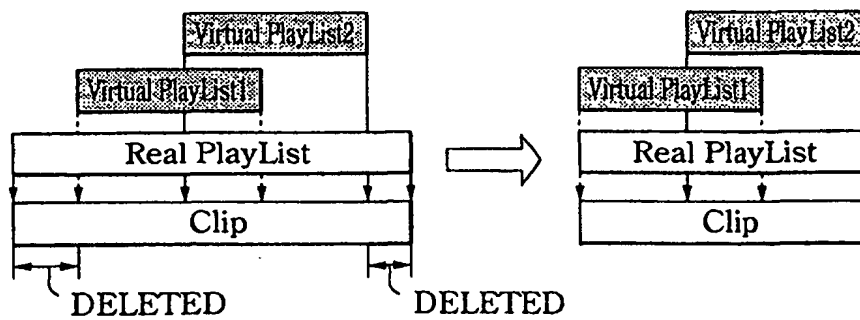 Virtual PlayList2
Virtual PlayList1
Real PlayList
Clip
DELETED
DELETED
Virtual PlayList2
Virtual PlayList1
Real PlayList
Clip